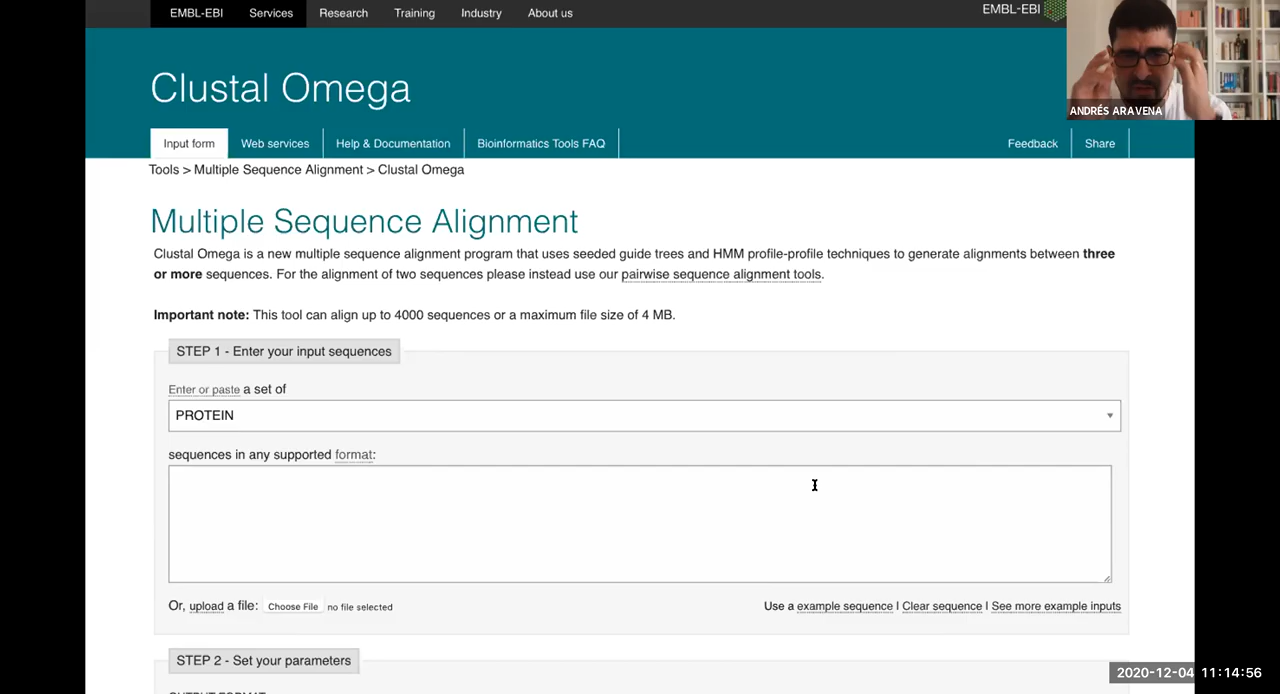 EMBL-EBI Services Research Training Industry About us EMBL-EBI
Clustal Omega
ANDRÉS ARAVENA
Input form Web services Help & Documentation Bioinformatics Tools FAQ Feedback Share
Tools > Multiple Sequence Alignment > Clustal Omega
Multiple Sequence Alignment
Clustal Omega is a new multiple sequence alignment program that uses seeded guide trees and HMM profile-profile techniques to generate alignments between three
or more sequences. For the alignment of two sequences please instead use our pairwise sequence alignment tools.
Important note: This tool can align up to 4000 sequences or a maximum file size of 4 MB.
STEP 1 - Enter your input sequences
Enter or paste a set of
PROTEIN
sequences in any supported format:
Or, upload a file: Choose File no file selected Use a example sequence | Clear sequence | See more example inputs
STEP 2 - Set your parameters
OUTPUT FORMAT
2020-12-04 11:14:56